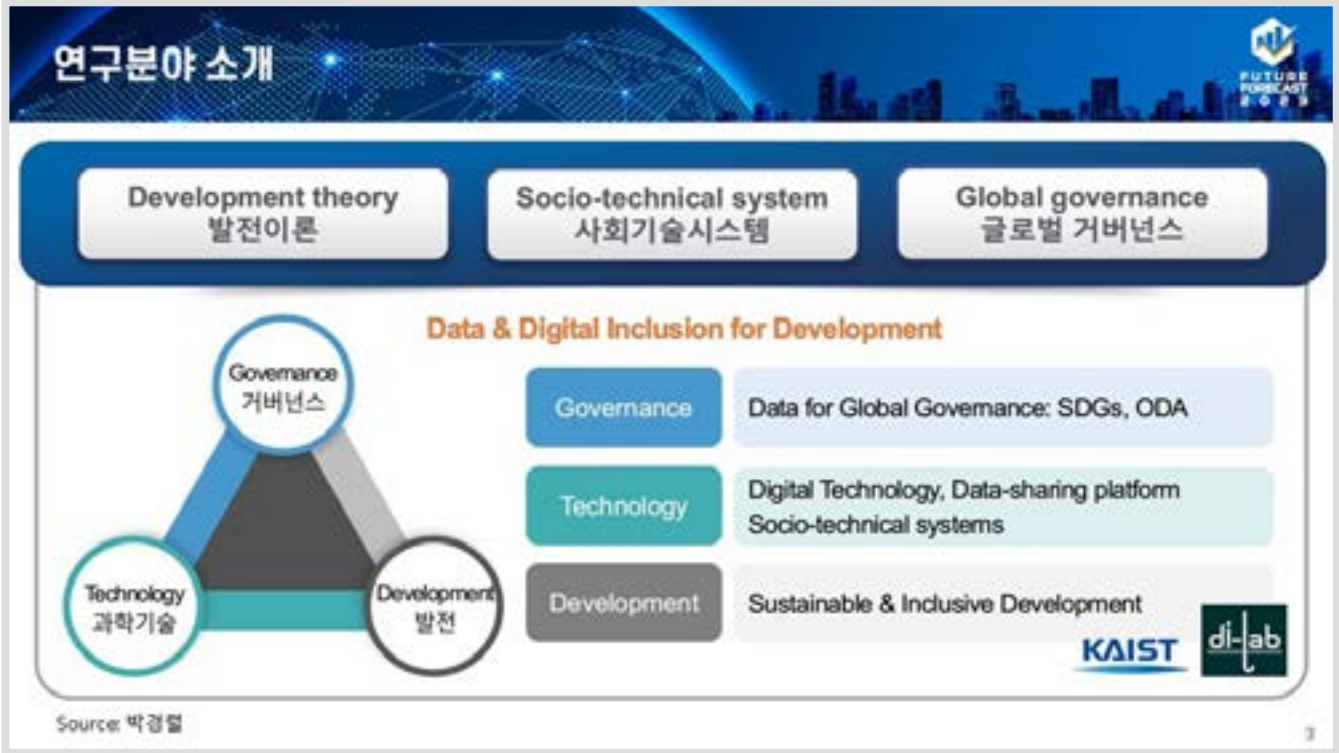 연구분야 소개
FUTURE
FORECAST
2023
Development theory
발전이론
Socio-technical system
사회기술시스템
Global governance
글로벌 거버넌스
Data & Digital Inclusion for Development
Governance
거버넌스
Technology
과학기술
Development
발전
Governance
Data for Global Governance: SDGs, ODA
Technology
Digital Technology, Data-sharing platform
Socio-technical systems
Development
Sustainable & Inclusive Development
KAIST
di-lab
Source: 박경렬
3